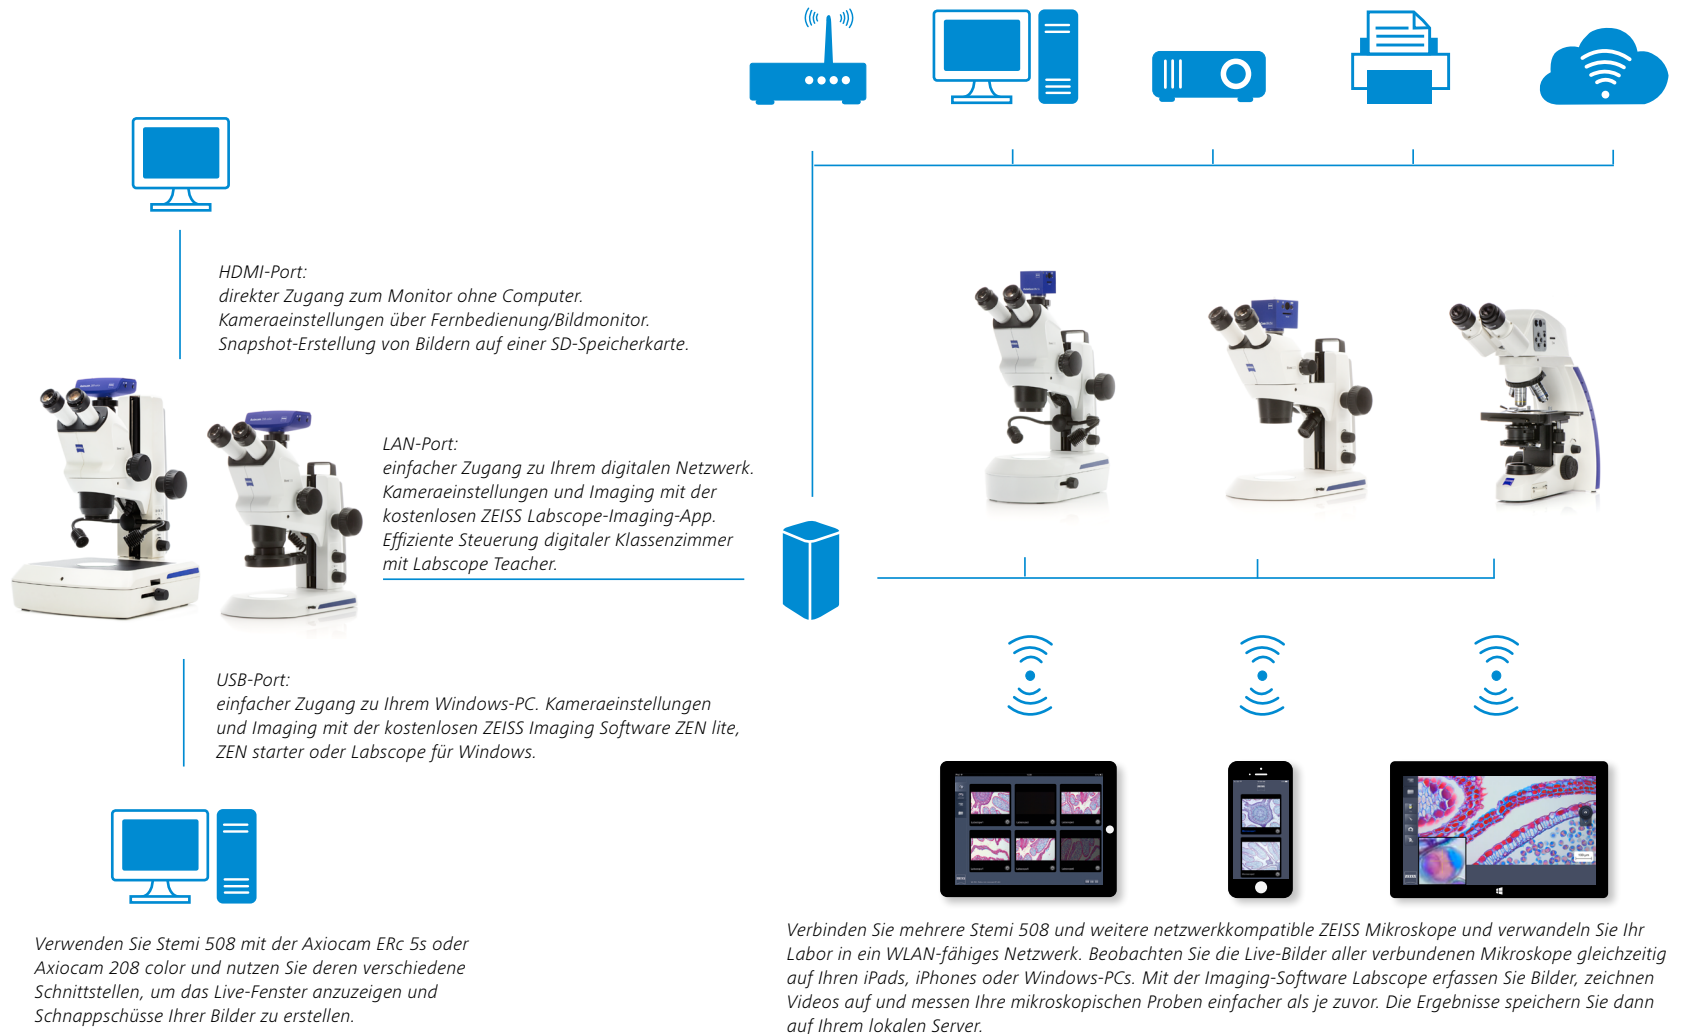 HDMI-Port:
direkter Zugang zum Monitor ohne Computer.
Kameraeinstellungen über Fernbedienung/Bildmonitor.
Snapshot-Erstellung von Bildern auf einer SD-Speicherkarte.
LAN-Port:
einfacher Zugang zu Ihrem digitalen Netzwerk.
Kameraeinstellungen und Imaging mit der
kostenlosen ZEISS Labscope-Imaging-App.
Effiziente Steuerung digitaler Klassenzimmer
mit Labscope Teacher.
USB-Port:
einfacher Zugang zu Ihrem Windows-PC. Kameraeinstellungen
und Imaging mit der kostenlosen ZEISS Imaging Software ZEN lite,
ZEN starter oder Labscope für Windows.
Verwenden Sie Stemi 508 mit der Axiocam ERc 5s oder
Axiocam 208 color und nutzen Sie deren verschiedene
Schnittstellen, um das Live-Fenster anzuzeigen und
Schnappschüsse Ihrer Bilder zu erstellen.
Verbinden Sie mehrere Stemi 508 und weitere netzwerkkompatible ZEISS Mikroskope und verwandeln Sie Ihr
Labor in ein WLAN-fähiges Netzwerk. Beobachten Sie die Live-Bilder aller verbundenen Mikroskope gleichzeitig
auf Ihren iPads, iPhones oder Windows-PCs. Mit der Imaging-Software Labscope erfassen Sie Bilder, zeichnen
Videos auf und messen Ihre mikroskopischen Proben einfacher als je zuvor. Die Ergebnisse speichern Sie dann
auf Ihrem lokalen Server.